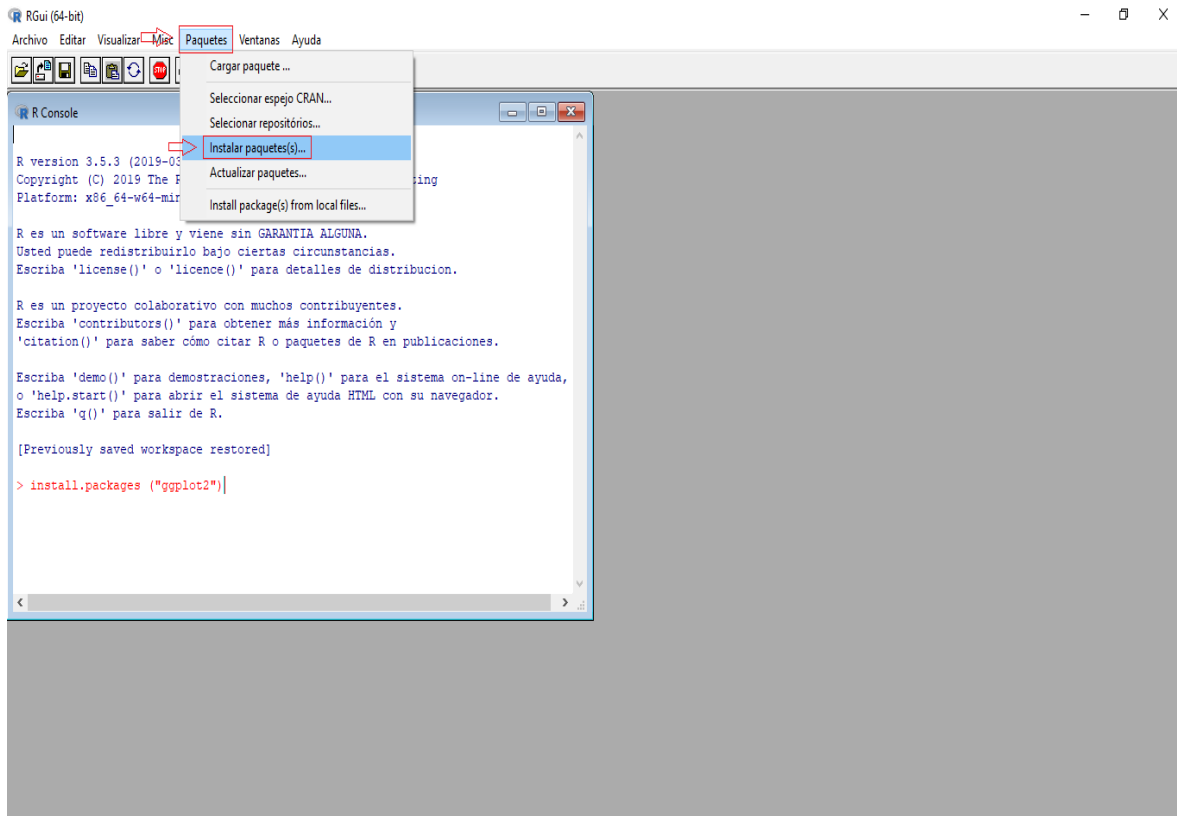 RGui (64-bit)
Archivo Editar Visualizar Misc Paquetes Ventanas Ayuda
STOP
Cargar paquete ...
Seleccionar espejo CRAN...
Selecionar repositórios...
Instalar paquetes(s)...
Actualizar paquetes...
Install package(s) from local files...
R Console
R version 3.5.3 (2019-03
Copyright (C) 2019 The
Platform: x86_64-w64-min
R es un software libre y viene sin GARANTIA ALGUNA.
Usted puede redistribuirlo bajo ciertas circunstancias.
Escriba 'license()' o 'licence()' para detalles de distribucion.
R es un proyecto colaborativo con muchos contribuyentes.
Escriba 'contributors()' para obtener más información y
'citation()' para saber cómo citar R o paquetes de R en publicaciones.
Escriba 'demo()' para demostraciones, 'help()' para el sistema on-line de ayuda,
o 'help.start()' para abrir el sistema de ayuda HTML con su navegador.
Escriba 'q()' para salir de R.
[Previously saved workspace restored]
> install.packages ("ggplot2")